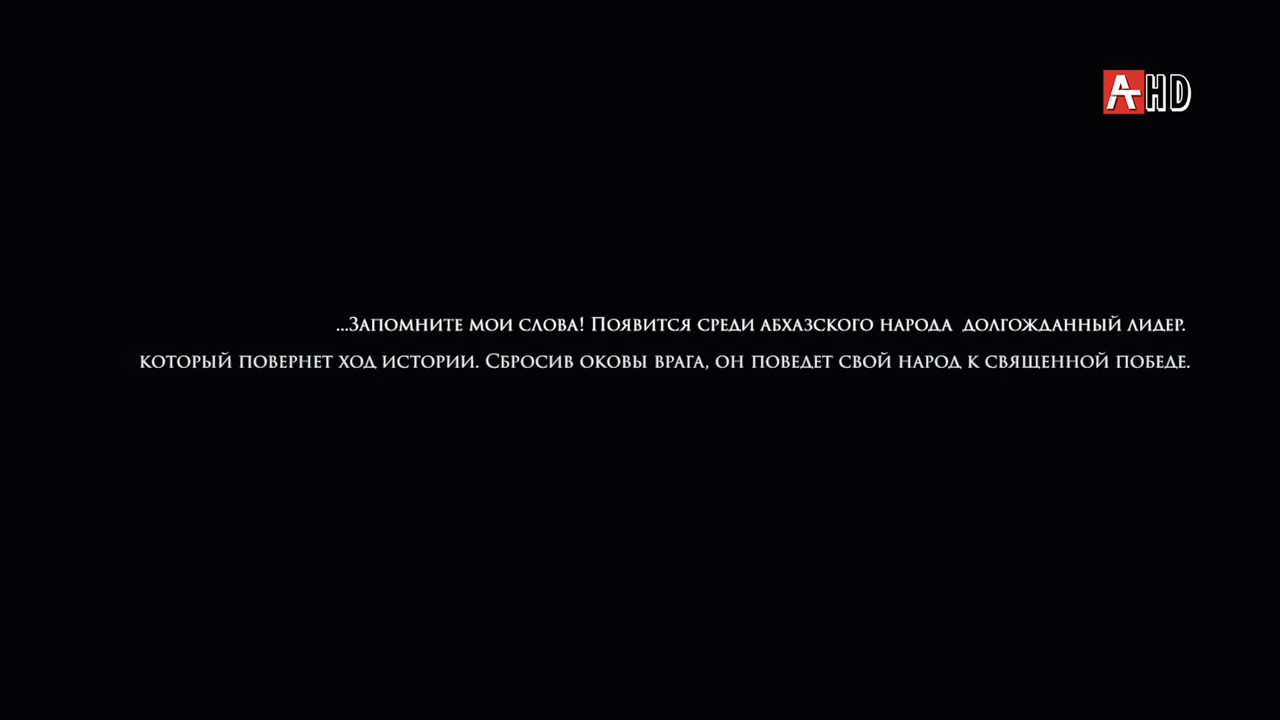 AHD
...Запомните мои слова! Появится среди абхазского народа  долгожданный лидер.
который повернет ход истории. Сбросив оковы врага, он поведет свой народ к священной победе.